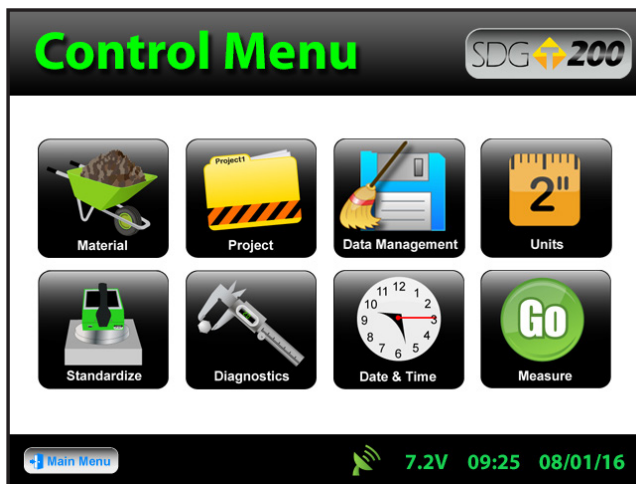 Control Menu
SDG T 200
Project1
2"
Material
Project
Data Management
Units
11 12 1
10 2
9 3
8 4
7 6 5
Go
Standardize
Diagnostics
Date & Time
Measure
Main Menu
7.2V 09:25 08/01/16